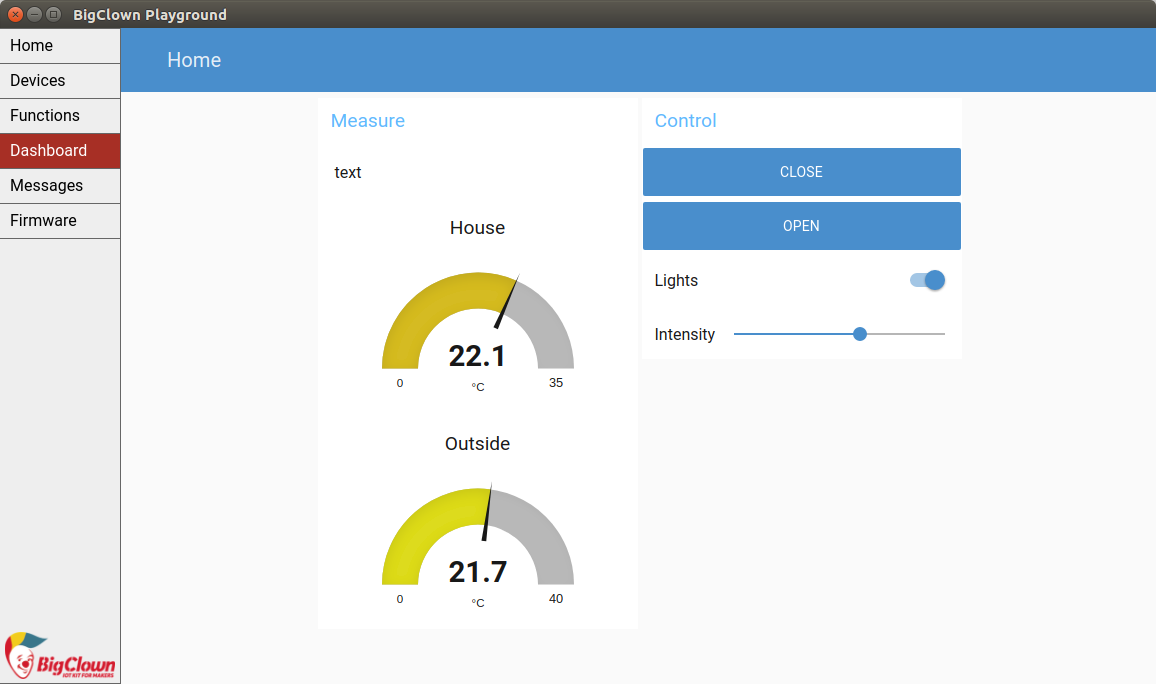 BigClown Playground
Home
Devices
Functions
Dashboard
Messages
Firmware
BigClown
IOT KIT FOR MAKERS
Home
Measure
text
House
22.1
0
°C
35
Outside
21.7
0
°C
40
Control
CLOSE
OPEN
Lights
Intensity